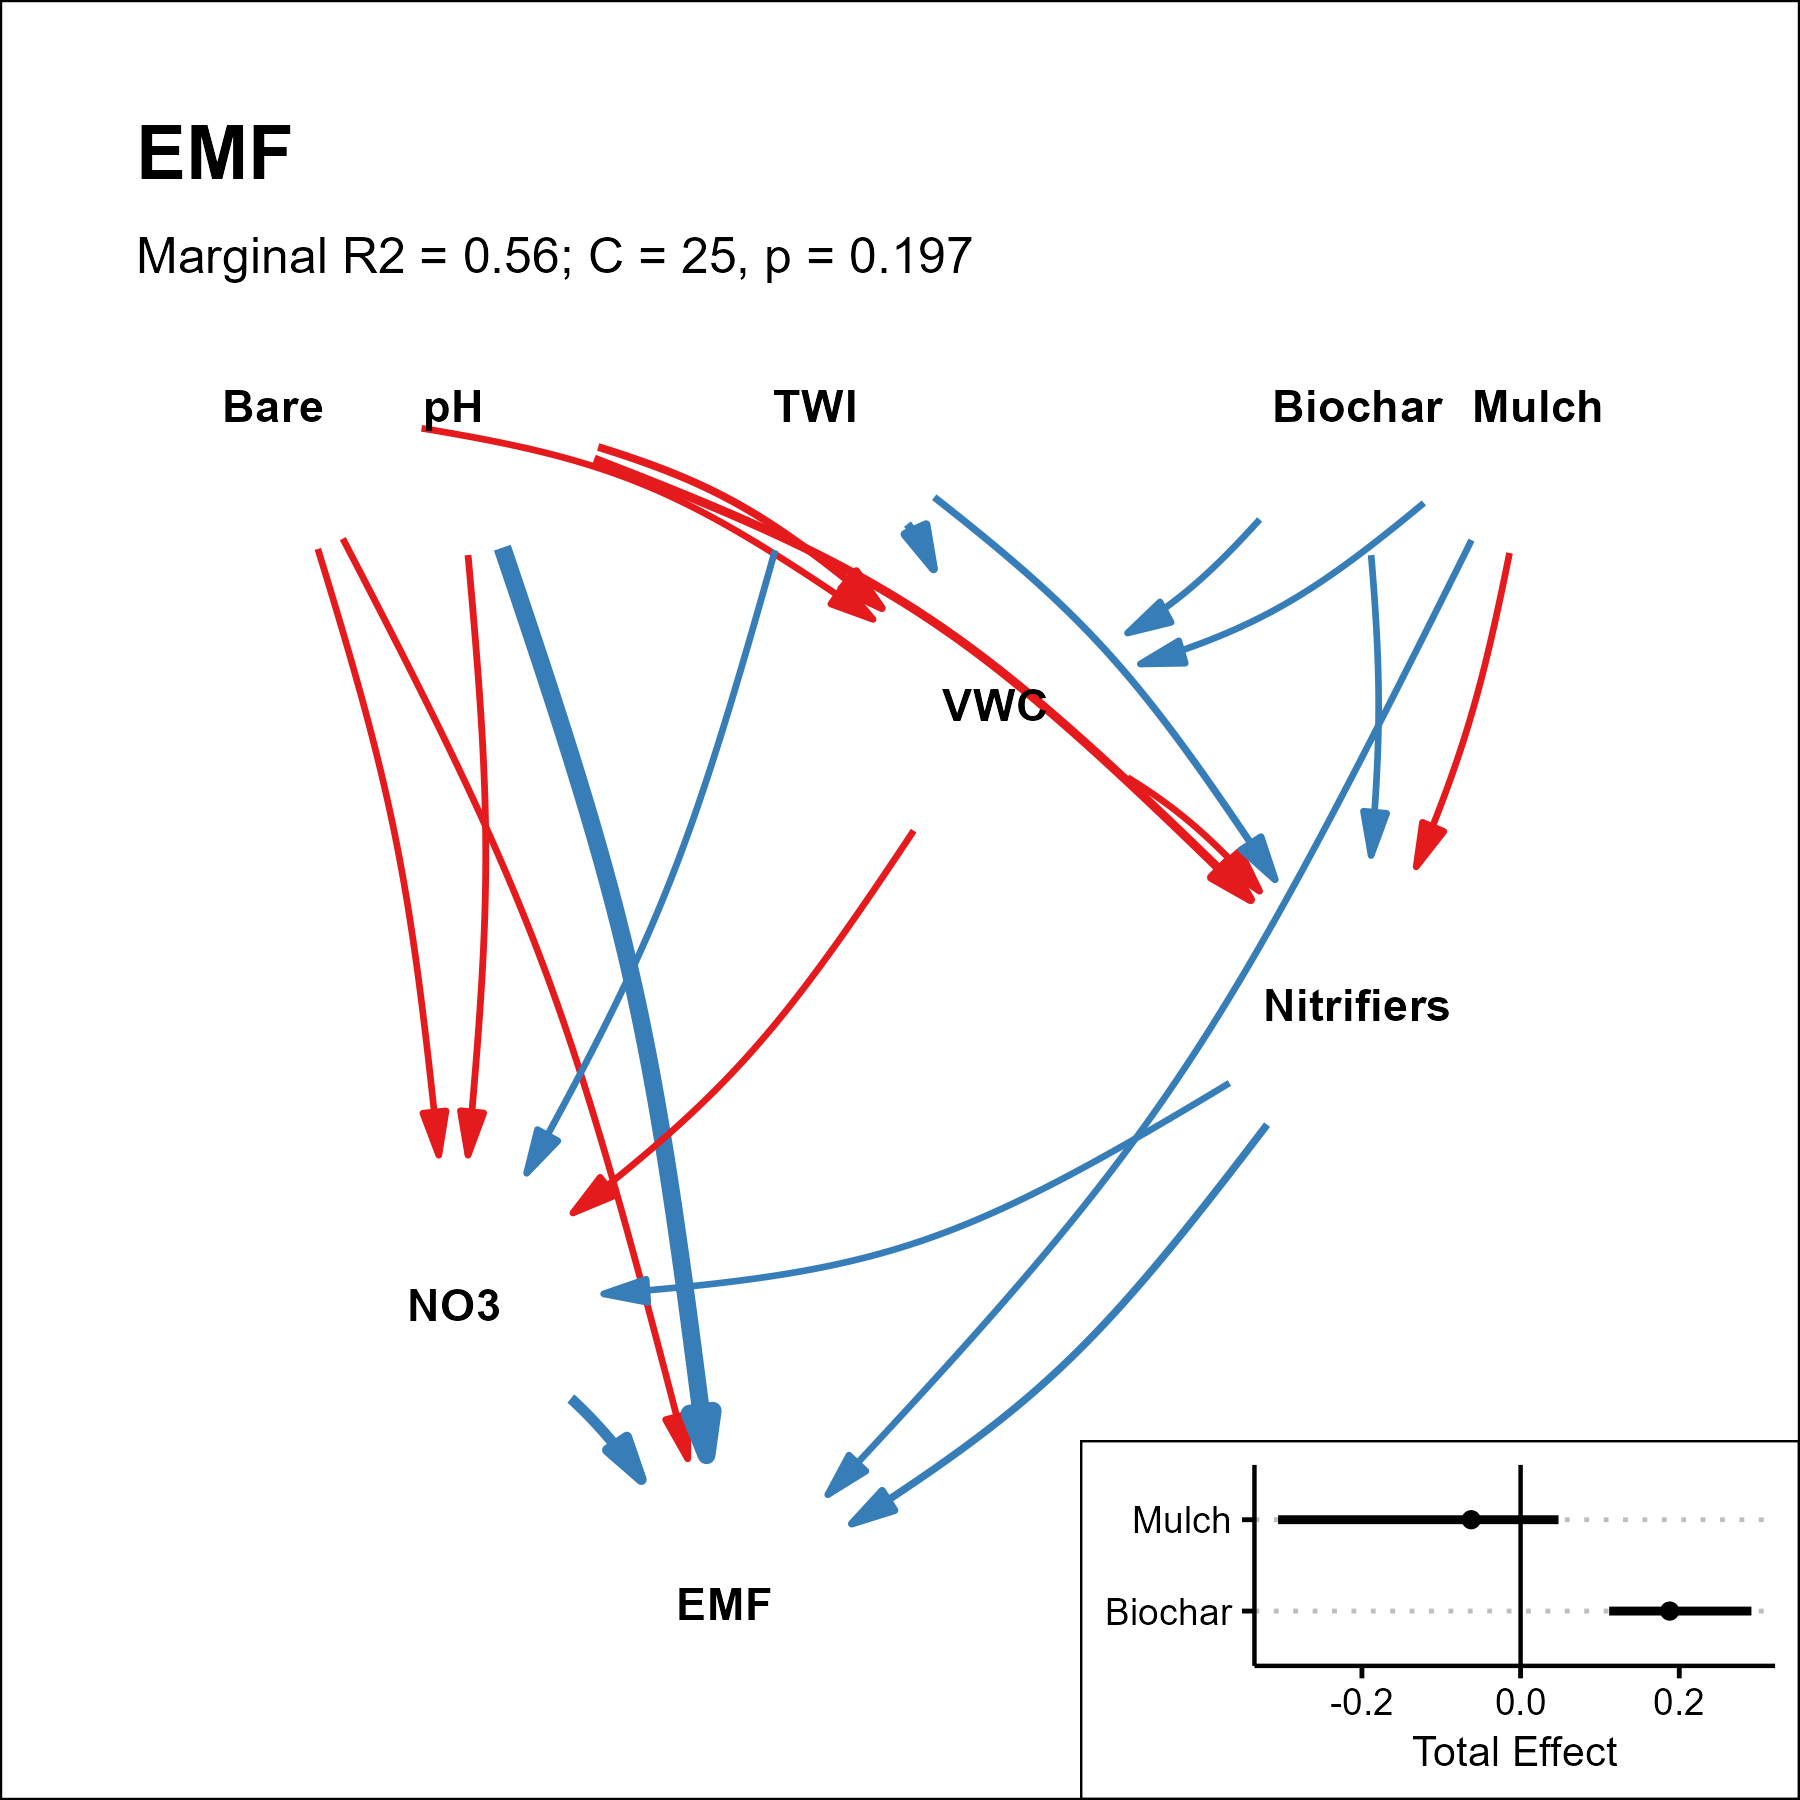 EMF
Marginal R2 = 0.56; C = 25, p = 0.197
Bare pH TWI Biochar Mulch
VWC
Nitrifiers
NO3
EMF
Mulch
Biochar
-0.2 0.0 0.2
Total Effect